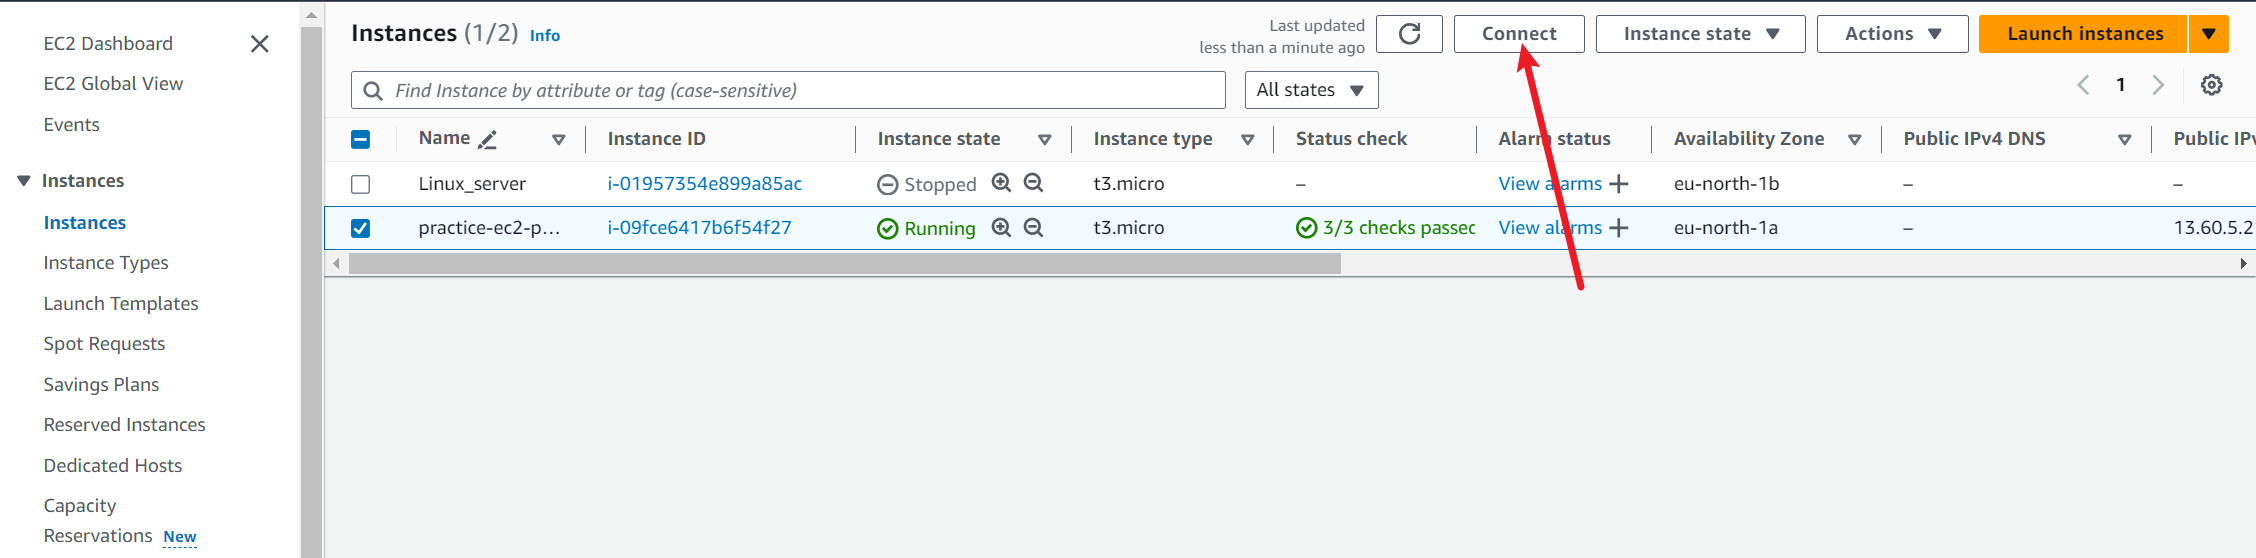 EC2 Dashboard
EC2 Global View
Events
Instances
Instances
Instance Types
Launch Templates
Spot Requests
Savings Plans
Reserved Instances
Dedicated Hosts
Capacity
Reservations New
Instances (1/2) Info
Last updated
less than a minute ago
Connect
Instance state
Actions
Launch instances
Find Instance by attribute or tag (case-sensitive)
All states
1
Name Instance ID Instance state Instance type Status check Alarm status Availability Zone Public IPv4 DNS Public IPv
Linux_server i-01957354e899a85ac Stopped t3.micro – View alarms eu-north-1b – –
practice-ec2-p... i-09fce6417b6f54f27 Running t3.micro 3/3 checks passed View alarms eu-north-1a – 13.60.5.2